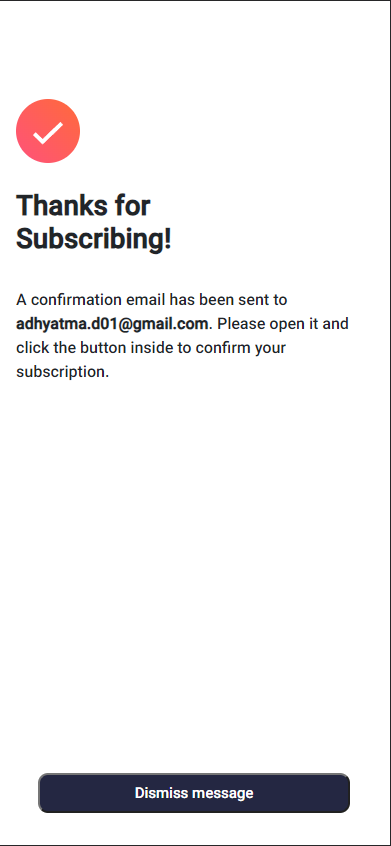 Thanks for
Subscribing!
A confirmation email has been sent to
adhyatma.d01@gmail.com. Please open it and
click the button inside to confirm your
subscription.
Dismiss message